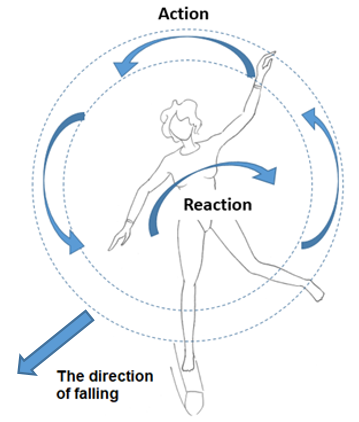 Action
Reaction
The direction
of falling